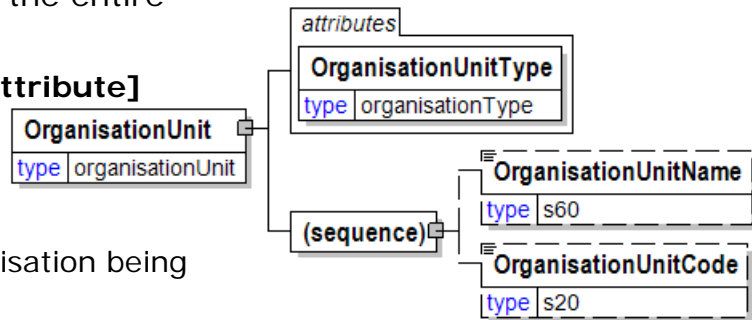 the entire
attributes
OrganisationUnitType
type organisationType
ttribute]
OrganisationUnit
type organisationUnit
OrganisationUnitName
type s60
(sequence)
isation being
OrganisationUnitCode
type s20